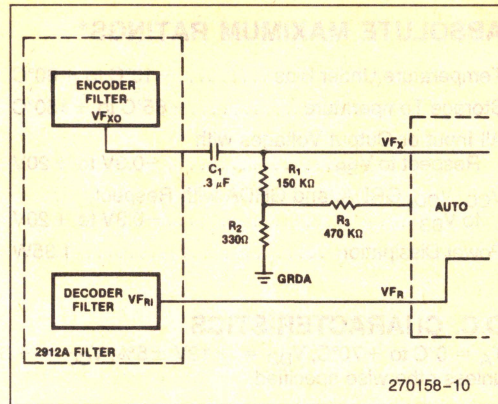 ENCODER
FILTER
VFXO
C1
.3 µF
R1
150 KΩ
R2
330Ω
R3
470 KΩ
GRDA
VFX
AUTO
DECODER
FILTER
VFRI
VFR
2912A FILTER
270158–10
ABSOLUTE MAXIMUM RATINGS